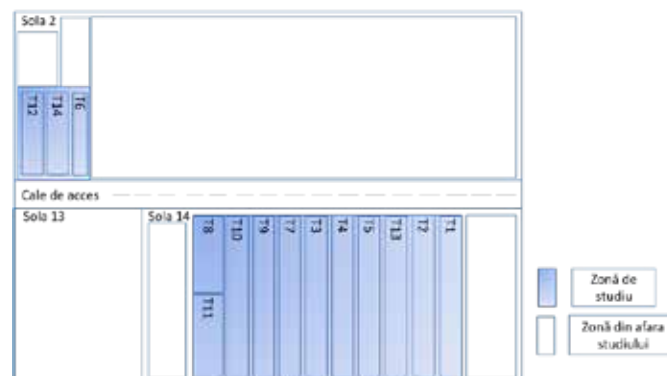 Sola 2
T12
T14
T6
Cale de acces
Sola 13
Sola 14
T8
T10
T9
T7
T3
T4
T5
T13
T2
T1
T11
Zonă de
studiu
Zonă din afara
studiului